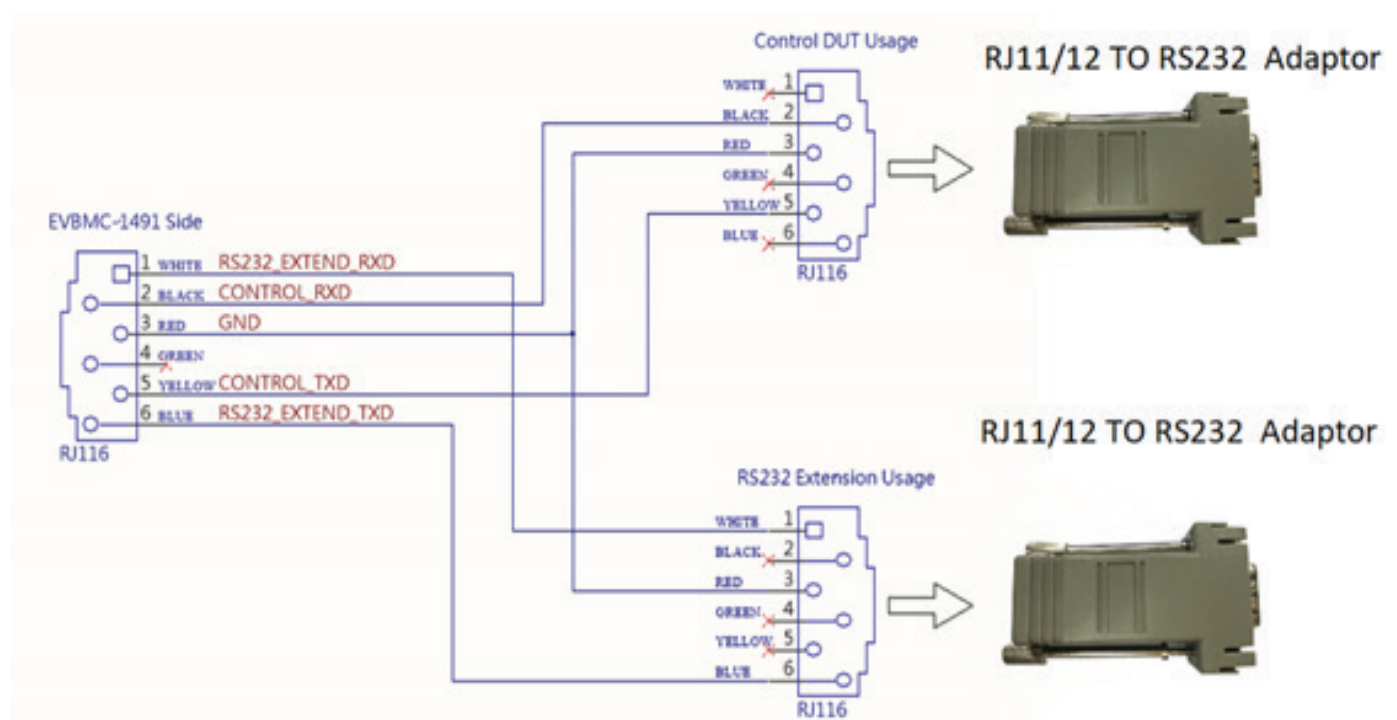 Control DUT Usage
RJ11/12 TO RS232 Adaptor
WHITE 1
BLACK 2
RED 3
GREEN 4
YELLOW 5
BLUE 6
RJ116
EVBMC-1491 Side
1 WHITE RS232_EXTEND_RXD
2 BLACK CONTROL_RXD
3 RED GND
4 GREEN
5 YELLOW CONTROL_TXD
6 BLUE RS232_EXTEND_TXD
RJ116
RJ11/12 TO RS232 Adaptor
RS232 Extension Usage
WHITE 1
BLACK 2
RED 3
GREEN 4
YELLOW 5
BLUE 6
RJ116